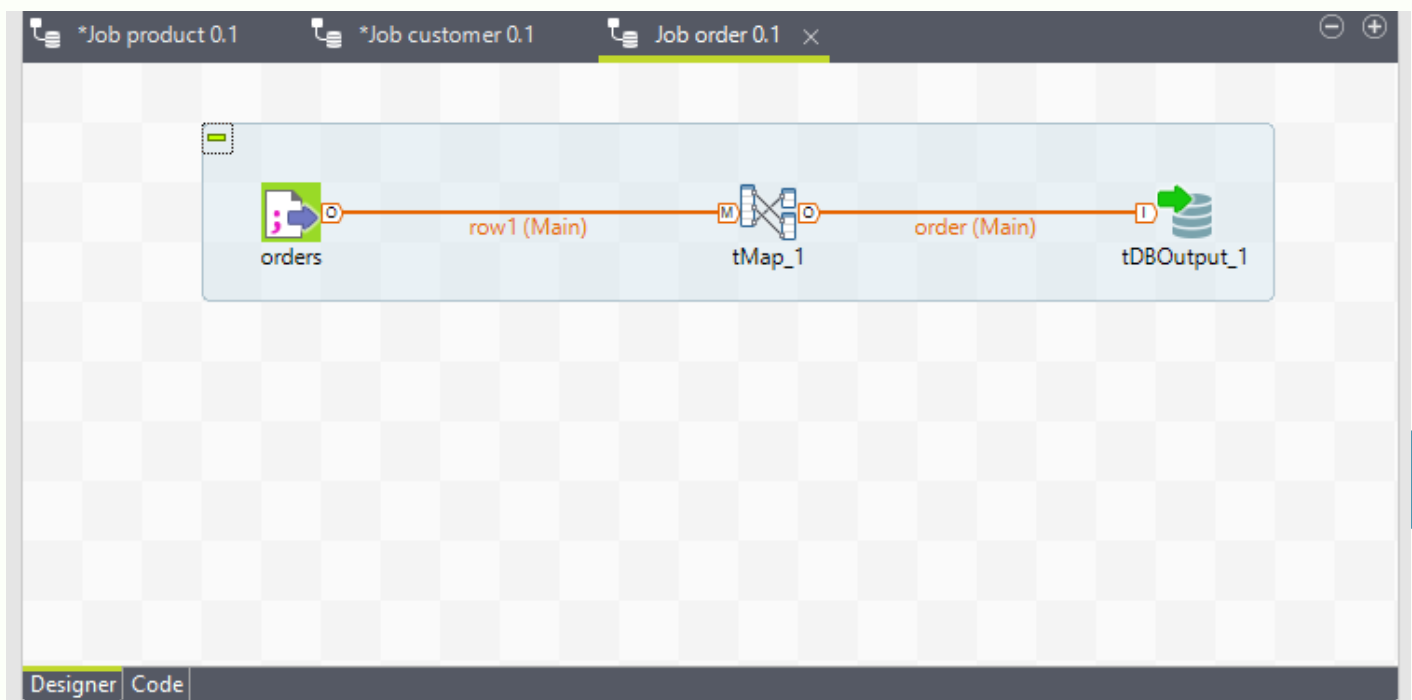 *Job product 0.1
*Job customer 0.1
Job order 0.1
O
row1 (Main)
M
O
order (Main)
I
orders
tMap_1
tDBOutput_1
Designer
Code